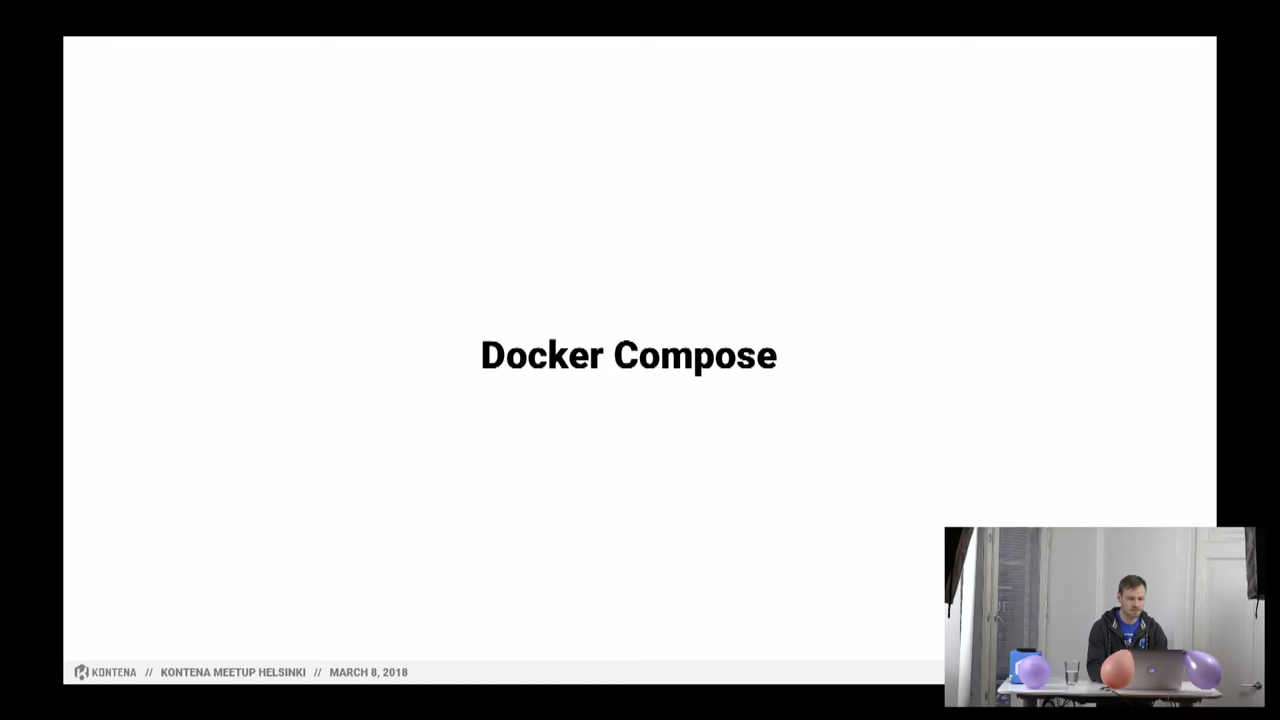 Docker Compose
KONTENA // KONTENA MEETUP HELSINKI // MARCH 8, 2018